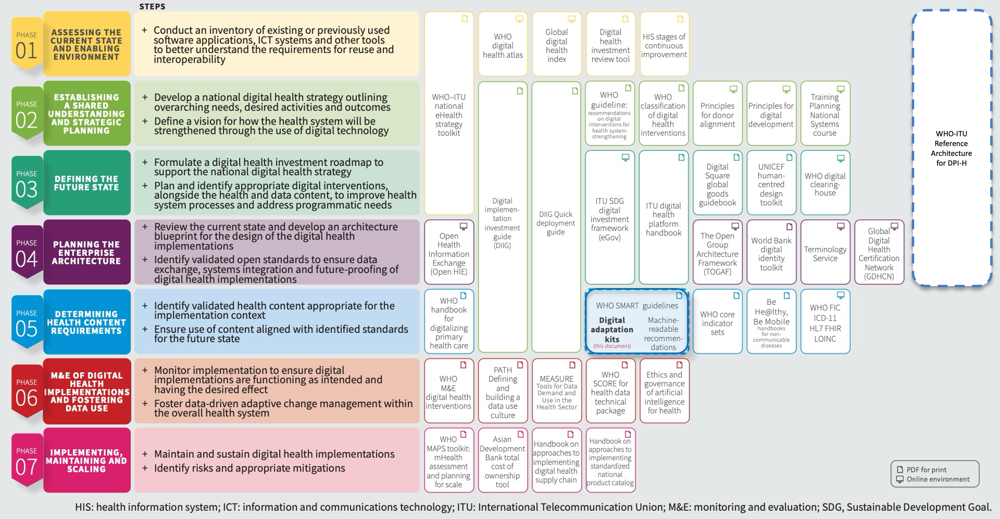 STEPS
PHASE
01
ASSESSING THE
CURRENT STATE
AND ENABLING
ENVIRONMENT
+ Conduct an inventory of existing or previously used
software applications, ICT systems and other tools
to better understand the requirements for reuse and
interoperability
WHO
digital
health atlas
Global
digital
health
index
Digital
health
investment
review tool
HIS stages of
continuous
improvement
PHASE
02
ESTABLISHING
A SHARED
UNDERSTANDING
AND STRATEGIC
PLANNING
+ Develop a national digital health strategy outlining
overarching needs, desired activities and outcomes
+ Define a vision for how the health system will be
strengthened through the use of digital technology
WHO–ITU
national
eHealth
strategy
toolkit
WHO
guideline:
recommendations
on digital
interventions for
health system
strengthening
WHO
classification
of digital
health
interventions
Principles
for donor
alignment
Principles for
digital
development
Training
Planning
National
Systems
course
WHO-ITU
Reference
Architecture
for DPI-H
PHASE
03
DEFINING THE
FUTURE STATE
+ Formulate a digital health investment roadmap to
support the national digital health strategy
+ Plan and identify appropriate digital interventions,
alongside the health and data content, to improve health
system processes and address programmatic needs
Digital
implemen-
tation
investment
guide
(DIIG)
DIIG Quick
deployment
guide
ITU SDG
digital
investment
framework
(eGov)
ITU digital
health
platform
handbook
Digital
Square
global
goods
guidebook
UNICEF
human-
centred
design
toolkit
WHO digital
clearing-
house
PHASE
04
PLANNING THE
ENTERPRISE
ARCHITECTURE
+ Review the current state and develop an architecture
blueprint for the design of the digital health
implementations
+ Identify validated open standards to ensure data
exchange, systems integration and future-proofing of
digital health implementations
Open
Health
Information
Exchange
(Open HIE)
The Open
Group
Architecture
Framework
(TOGAF)
World Bank
digital
identity
toolkit
Terminology
Service
Global
Digital
Health
Certification
Network
(GDHCN)
PHASE
05
DETERMINING
HEALTH CONTENT
REQUIREMENTS
+ Identify validated health content appropriate for the
implementation context
+ Ensure use of content aligned with identified standards
for the future state
WHO
handbook
for
digitalizing
primary
health care
WHO SMART guidelines
Digital
adaptation
kits
(this document)
Machine-
readable
recommen-
dations
WHO core
indicator
sets
Be
He@lthy,
Be Mobile
handbooks
for non-
communicable
diseases
WHO FIC
ICD-11
HL7 FHIR
LOINC
PHASE
06
M&E OF DIGITAL
HEALTH
IMPLEMENTATIONS
AND FOSTERING
DATA USE
+ Monitor implementation to ensure digital
implementations are functioning as intended and
having the desired effect
+ Foster data-driven adaptive change management within
the overall health system
WHO
M&E
digital health
interventions
PATH
Defining
and
building a
data use
culture
MEASURE
Tools for Data
Demand and
Use in the
Health Sector
WHO
SCORE for
health data
technical
package
Ethics and
governance
of artificial
intelligence
for health
PHASE
07
IMPLEMENTING,
MAINTAINING AND
SCALING
+ Maintain and sustain digital health implementations
+ Identify risks and appropriate mitigations
WHO
MAPS toolkit:
mHealth
assessment
and planning
for scale
Asian
Development
Bank total
cost of
ownership
tool
Handbook on
approaches to
implementing
digital health
supply chain
Handbook on
approaches to
implementing
standardized
national
product catalog
PDF for print
Online environment
HIS: health information system; ICT: information and communications technology; ITU: International Telecommunication Union; M&E: monitoring and evaluation; SDG, Sustainable Development Goal.